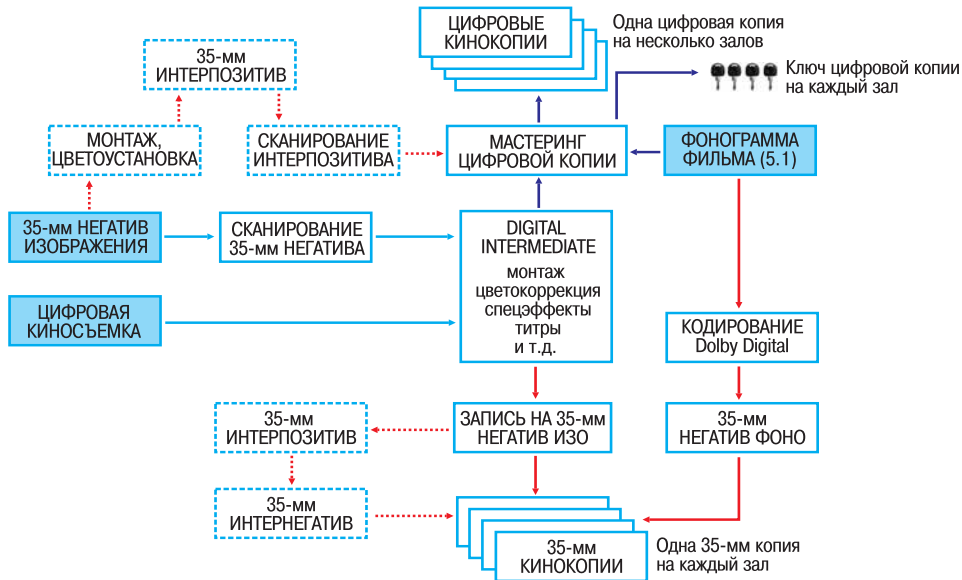 ЦИФРОВЫЕ
КИНОКОПИИ
Одна цифровая копия
на несколько залов
35-мм
ИНТЕРПОЗИТИВ
Ключ цифровой копии
на каждый зал
МОНТАЖ,
ЦВЕТОУСТАНОВКА
СКАНИРОВАНИЕ
ИНТЕРПОЗИТИВА
МАСТЕРИНГ
ЦИФРОВОЙ КОПИИ
ФОНОГРАММА
ФИЛЬМА (5.1)
35-мм НЕГАТИВ
ИЗОБРАЖЕНИЯ
СКАНИРОВАНИЕ
35-мм НЕГАТИВА
DIGITAL
INTERMEDIATE
монтаж
цветокоррекция
спецэффекты
титры
и т.д.
ЦИФРОВАЯ
КИНОСЪЕМКА
КОДИРОВАНИЕ
Dolby Digital
35-мм
ИНТЕРПОЗИТИВ
ЗАПИСЬ НА 35-мм
НЕГАТИВ ИЗО
35-мм
НЕГАТИВ ФОНО
35-мм
ИНТЕРНЕГАТИВ
35-мм
КИНОКОПИИ
Одна 35-мм копия
на каждый зал